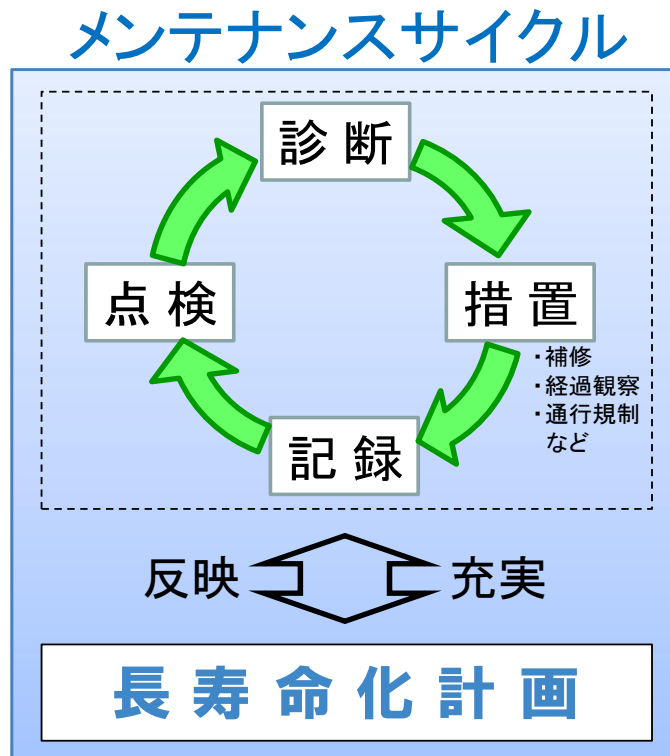 メンテナンスサイクル
診断
点検
措置
・補修
・経過観察
・通行規制
など
記録
反映
充実
長寿命化計画